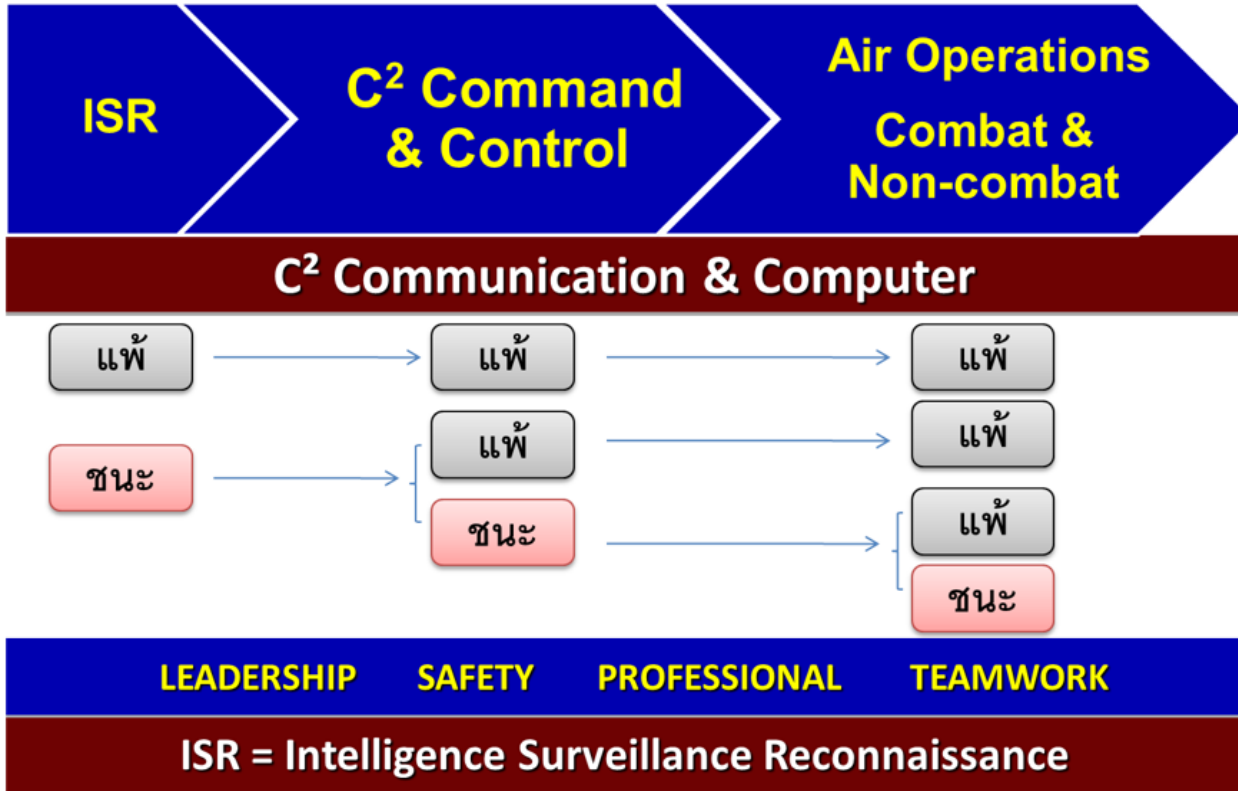 ISR
C² Command
& Control
Air Operations
Combat &
Non-combat
C² Communication & Computer
แพ้
แพ้
แพ้
ชนะ
แพ้
แพ้
ชนะ
แพ้
ชนะ
LEADERSHIP SAFETY PROFESSIONAL TEAMWORK
ISR = Intelligence Surveillance Reconnaissance